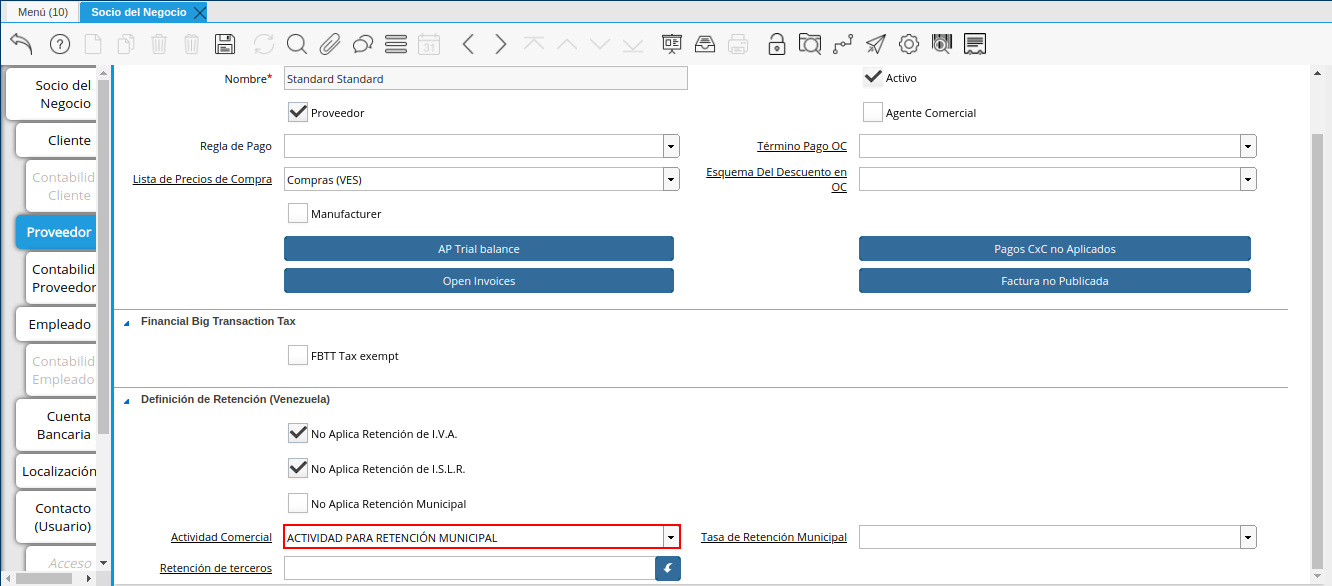 Menú (10)
Socio del Negocio
31
Socio del
Negocio
Cliente
Contabilid
Cliente
Proveedor
Contabilid
Proveedor
Empleado
Contabilid
Empleado
Cuenta
Bancaria
Localización
Contacto
(Usuario)
Acceso
Nombre*
Standard Standard
Activo
Proveedor
Agente Comercial
Regla de Pago
Término Pago OC
Lista de Precios de Compra
Compras (VES)
Esquema Del Descuento en
OC
Manufacturer
AP Trial balance
Pagos CxC no Aplicados
Open Invoices
Factura no Publicada
Financial Big Transaction Tax
FBTT Tax exempt
Definición de Retención (Venezuela)
No Aplica Retención de I.V.A.
No Aplica Retención de I.S.L.R.
No Aplica Retención Municipal
Actividad Comercial
ACTIVIDAD PARA RETENCIÓN MUNICIPAL
Tasa de Retención Municipal
Retención de terceros